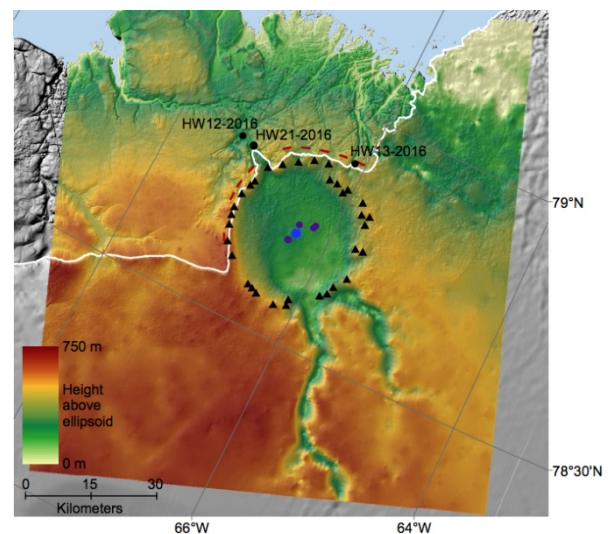 HW12-2016
HW21-2016
HW13-2016
79°N
750 m
Height
above
ellipsoid
0 m
0 15 30
Kilometers
78°30'N
66°W
64°W